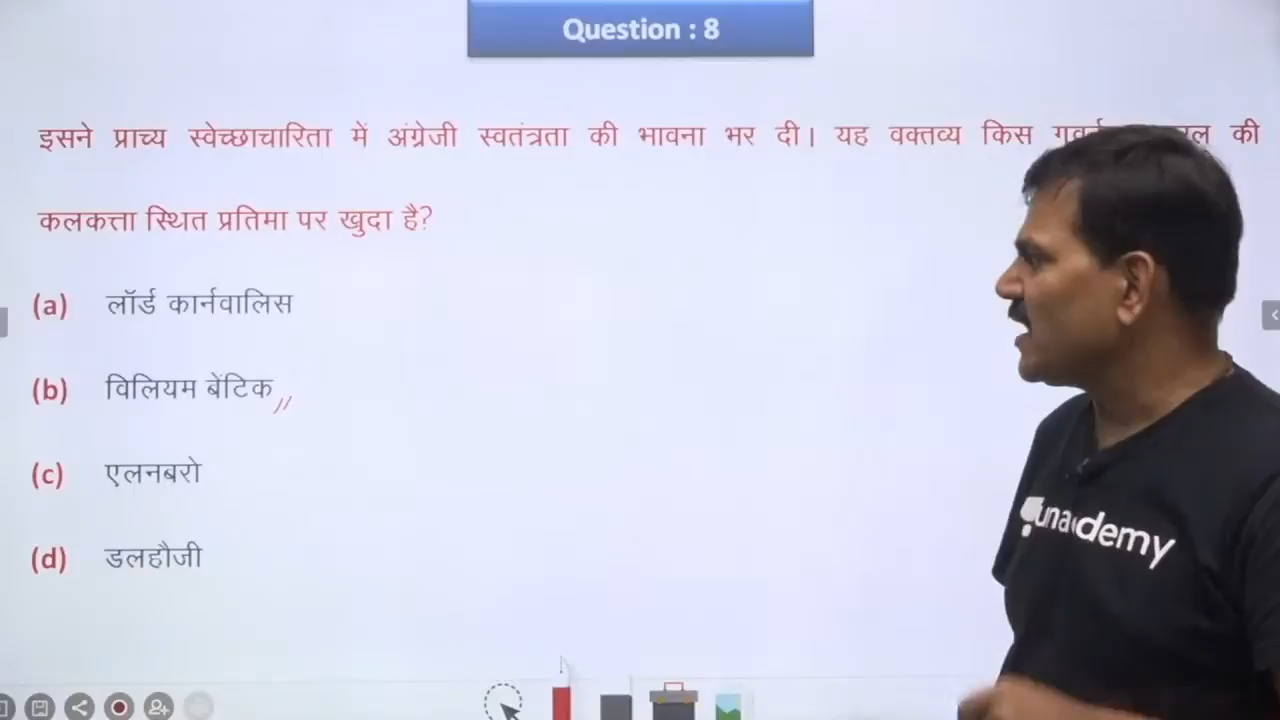 Question : 8
इसने प्राच्य स्वेच्छाचारिता में अंग्रेजी स्वतंत्रता की भावना भर दी। यह वक्तव्य किस की
कलकत्ता स्थित प्रतिमा पर खुदा है?
(a) लॉर्ड कार्नवालिस
(b) विलियम बेंटिक
(c) एलनबरो
(d) डलहौजी
unacademy